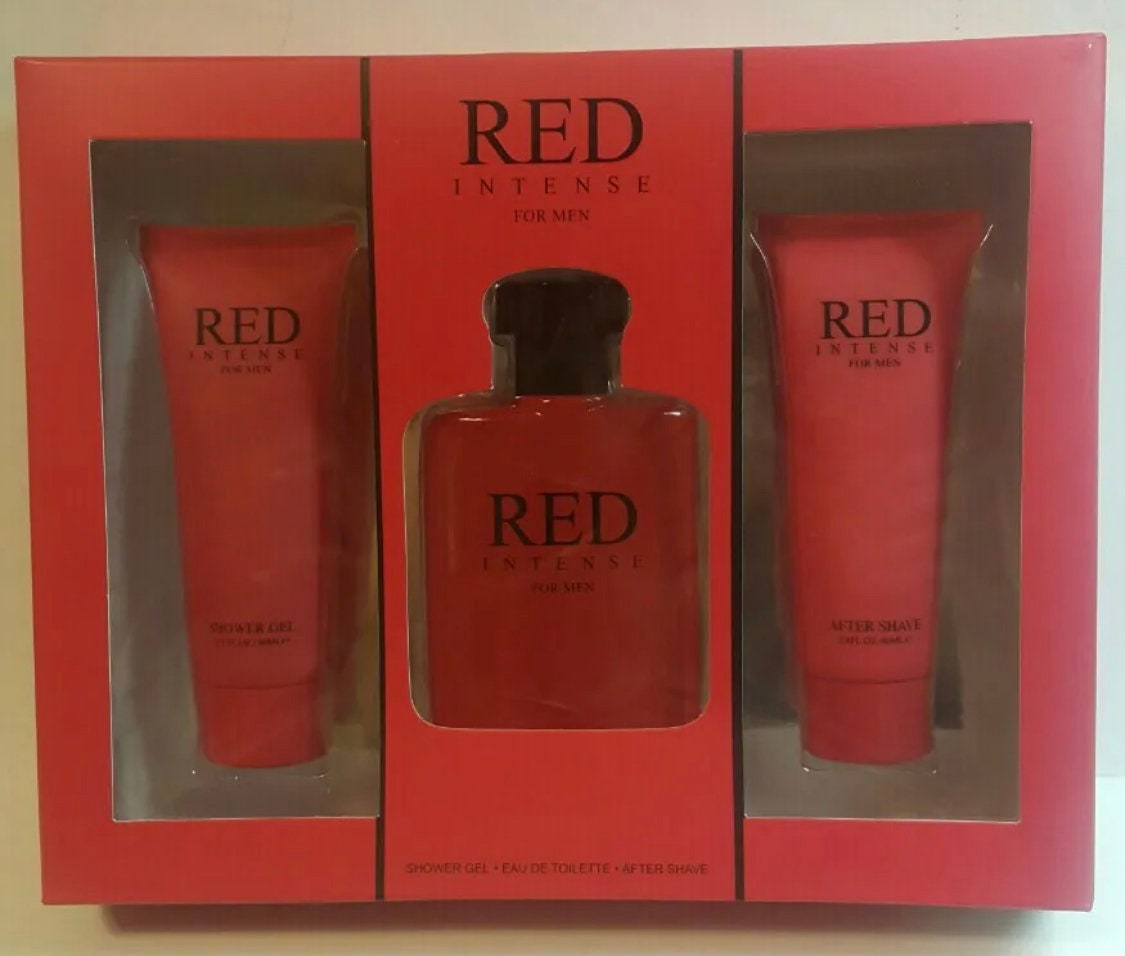 RED
INTENSE
FOR MEN
RED
INTENSE
FOR MEN
SHOWER GEL
RED
INTENSE
FOR MEN
RED
INTENSE
FOR MEN
AFTER SHAVE
SHOWER GEL • EAU DE TOILETTE • AFTER SHAVE